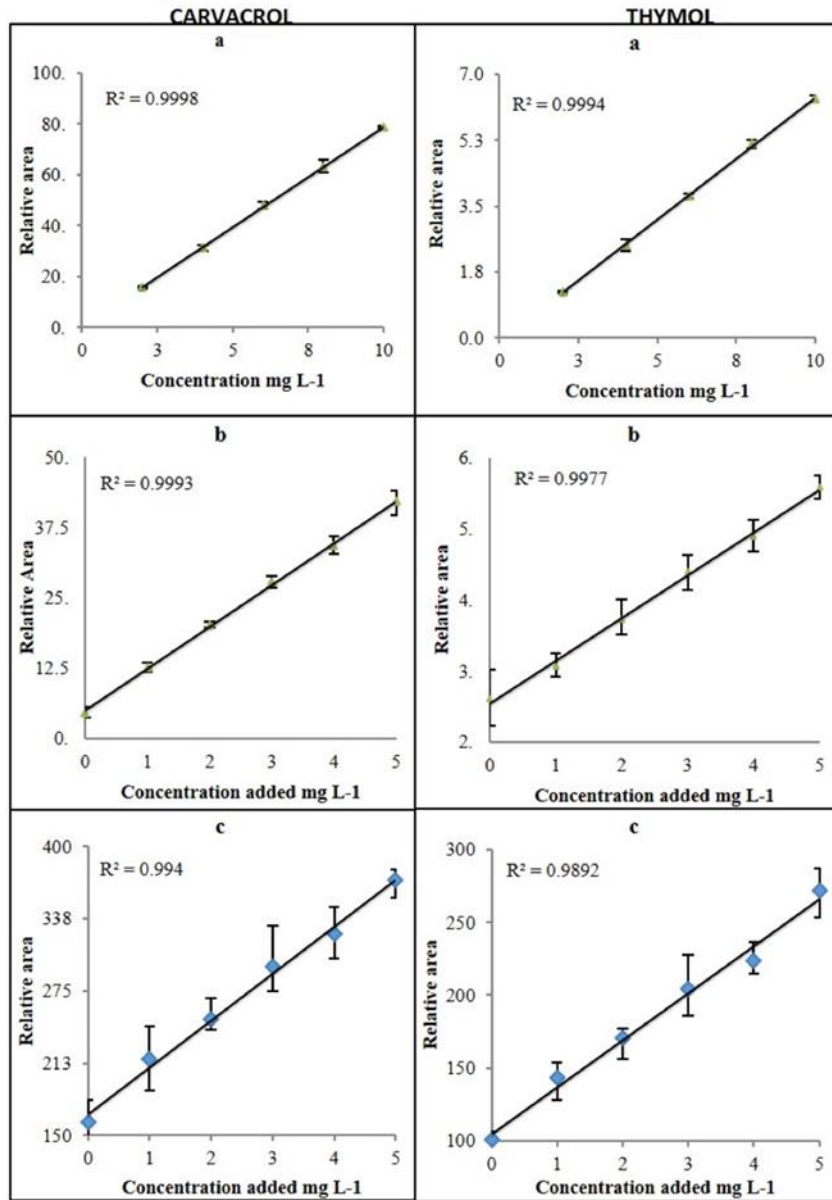 CARVACROL
THYMOL
a
R² = 0.9998
Relative area
100.
80.
60.
40.
20.
0.
0
3
5
8
10
Concentration mg L-1
a
R² = 0.9994
Relative area
7.0
5.3
3.5
1.8
0.0
0
3
5
8
10
Concentration mg L-1
b
R² = 0.9993
Relative Area
50.
37.5
25.
12.5
0.
0
1
2
3
4
5
Concentration added mg L-1
b
R² = 0.9977
Relative area
6.
5.
4.
3.
2.
0
1
2
3
4
5
Concentration added mg L-1
c
R² = 0.994
Relative area
400
338
275
213
150
0
1
2
3
4
5
Concentration added mg L-1
c
R² = 0.9892
Relative area
300
250
200
150
100
0
1
2
3
4
5
Concentration added mg L-1